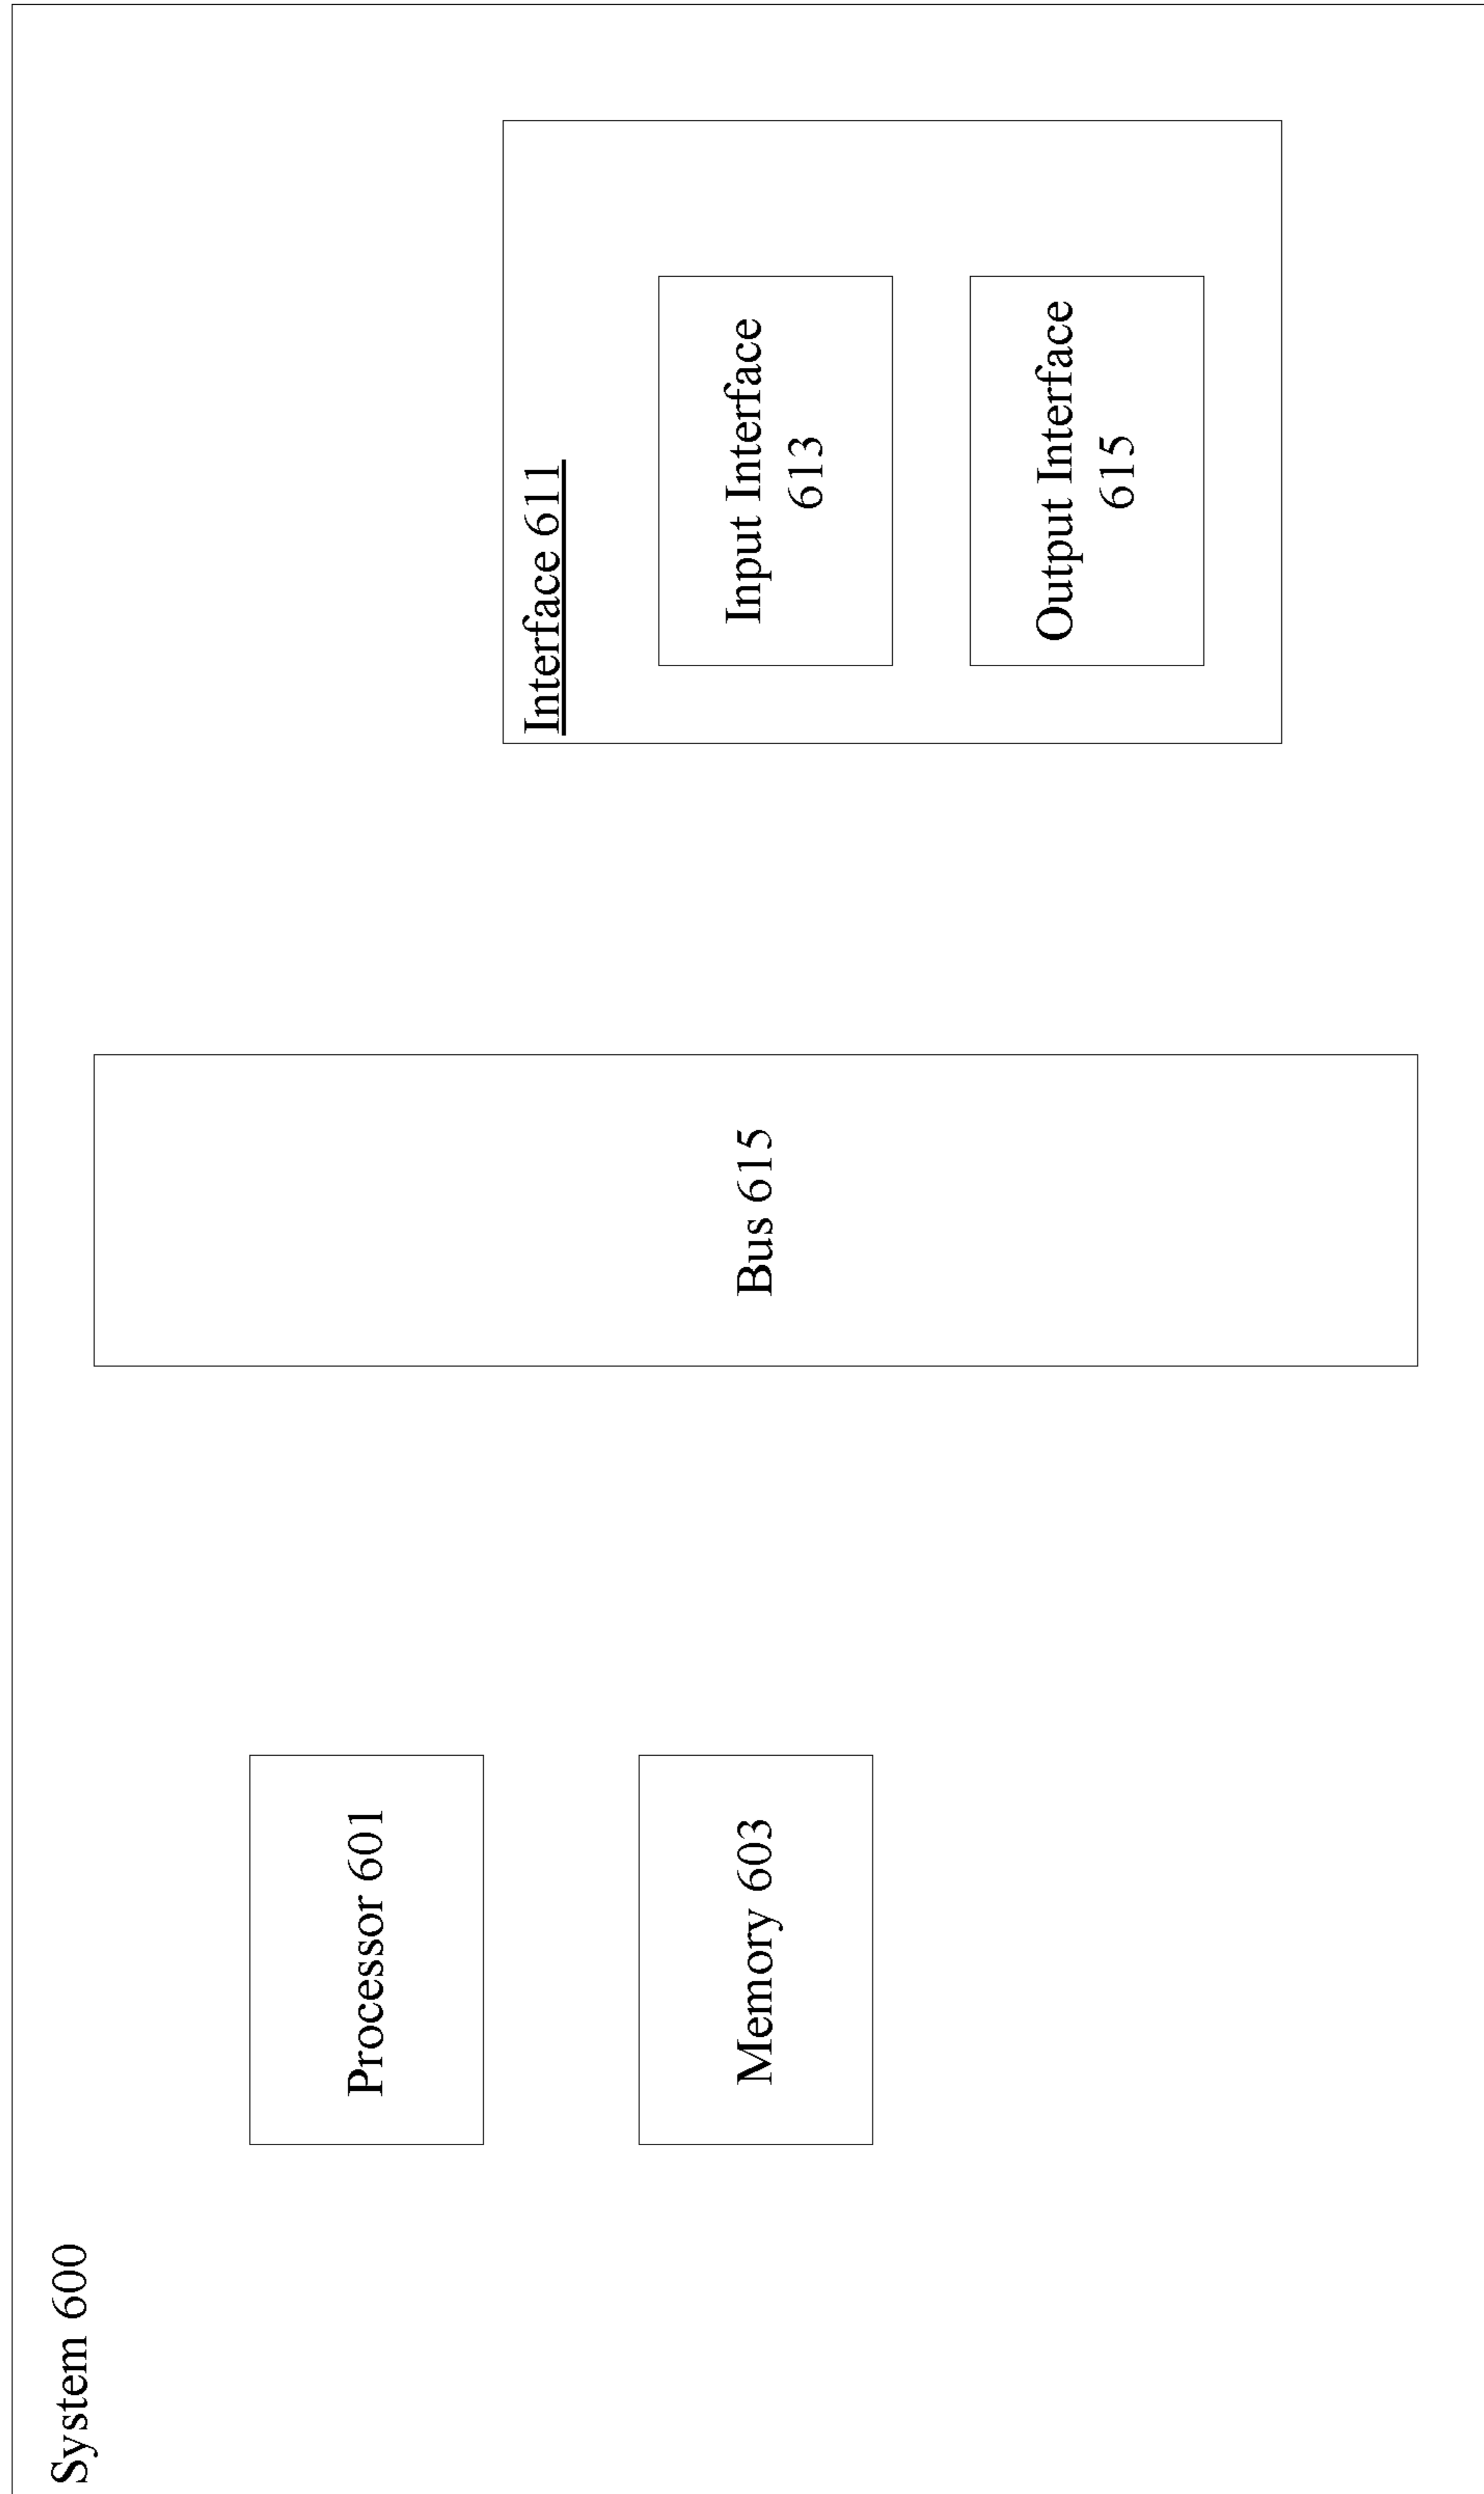 System 600
Processor 601
Memory 603
Bus 615
Interface 611
Input Interface
613
Output Interface
615